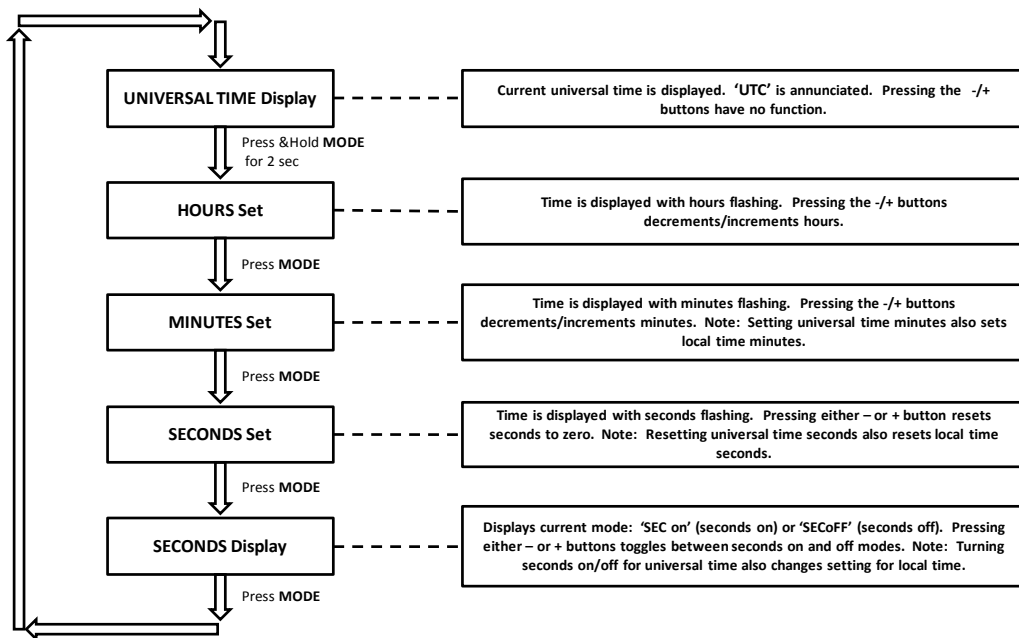 UNIVERSAL TIME Display
Current universal time is displayed. ‘UTC’ is annunciated. Pressing the -/+
buttons have no function.
Press &Hold MODE
for 2 sec
HOURS Set
Time is displayed with hours flashing. Pressing the -/+ buttons
decrements/increments hours.
Press MODE
MINUTES Set
Time is displayed with minutes flashing. Pressing the -/+ buttons
decrements/increments minutes. Note: Setting universal time minutes also sets
local time minutes.
Press MODE
SECONDS Set
Time is displayed with seconds flashing. Pressing either – or + button resets
seconds to zero. Note: Resetting universal time seconds also resets local time
seconds.
Press MODE
SECONDS Display
Displays current mode: ‘SEC on’ (seconds on) or ‘SECoFF’ (seconds off). Pressing
either – or + buttons toggles between seconds on and off modes. Note: Turning
seconds on/off for universal time also changes setting for local time.
Press MODE